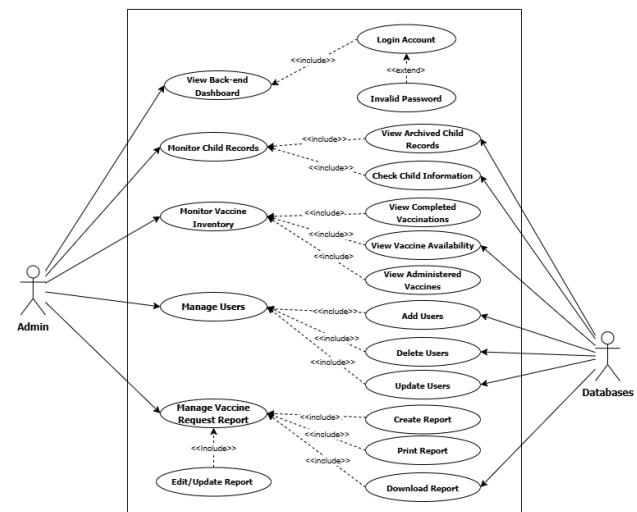 Login Account
<<include>>
<<extend>>
View Back-end
Dashboard
Invalid Password
View Archived Child
Records
<<include>>
Monitor Child Records
<<include>>
Check Child Information
View Completed
Vaccinations
Monitor Vaccine
Inventory
<<include>>
<<include>>
View Vaccine Availability
<<include>>
View Administered
Vaccines
Admin
Manage Users
<<include>>
Add Users
<<include>>
Delete Users
<<include>>
Update Users
Databases
Manage Vaccine
Request Report
<<include>>
Create Report
<<include>>
<<Include>>
Print Report
<<include>>
Edit/Update Report
Download Report